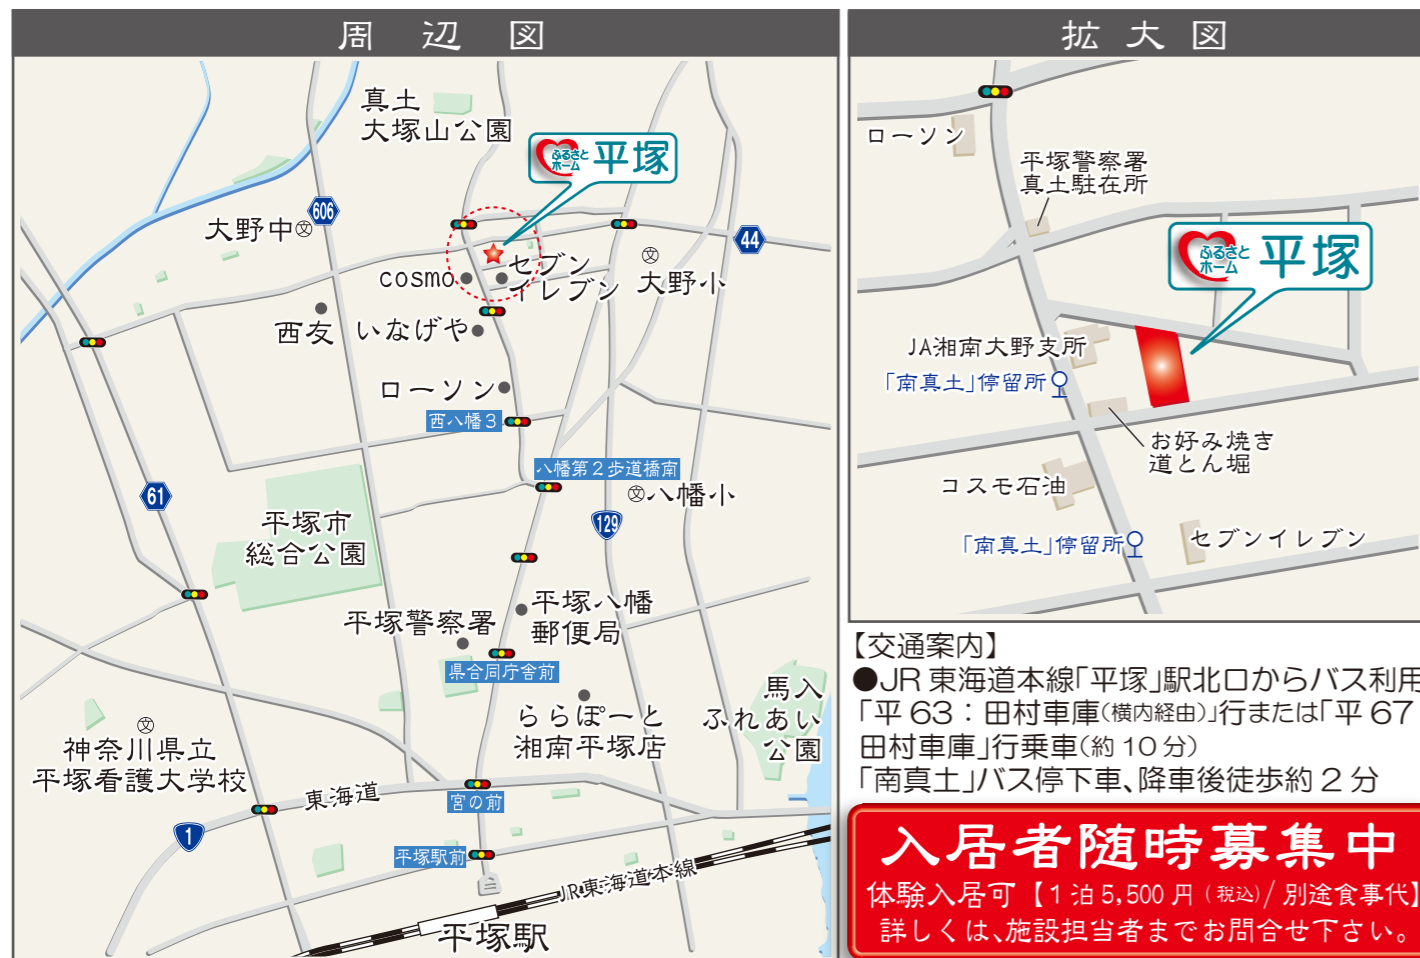 周辺図
真土
大塚山公園
ふるさと
ホーム
平塚
606
大野中
44
cosmo
セブン
イレブン
大野小
西友
いなげや
ローソン
西八幡3
八幡第2歩道橋南
61
八幡小
129
平塚市
総合公園
平塚八幡
郵便局
平塚警察署
県合同庁舎前
馬入
ふれあい
公園
ららぽーと
湘南平塚店
神奈川県立
平塚看護大学校
東海道
宮の前
1
平塚駅前
JR東海道本線
平塚駅
拡大図
ローソン
平塚警察署
真土駐在所
ふるさと
ホーム
平塚
JA湘南大野支所
「南真土」停留所
お好み焼き
道とん堀
コスモ石油
「南真土」停留所
セブンイレブン
【交通案内】
●JR東海道本線「平塚」駅北口からバス利用
「平63：田村車庫(横内経由)」行または「平67
田村車庫」行乗車(約10分)
「南真土」バス停下車、降車後徒歩約2分
入居者随時募集中
体験入居可【1泊5,500円(税込)/別途食事代】
詳しくは、施設担当者までお問合せ下さい。